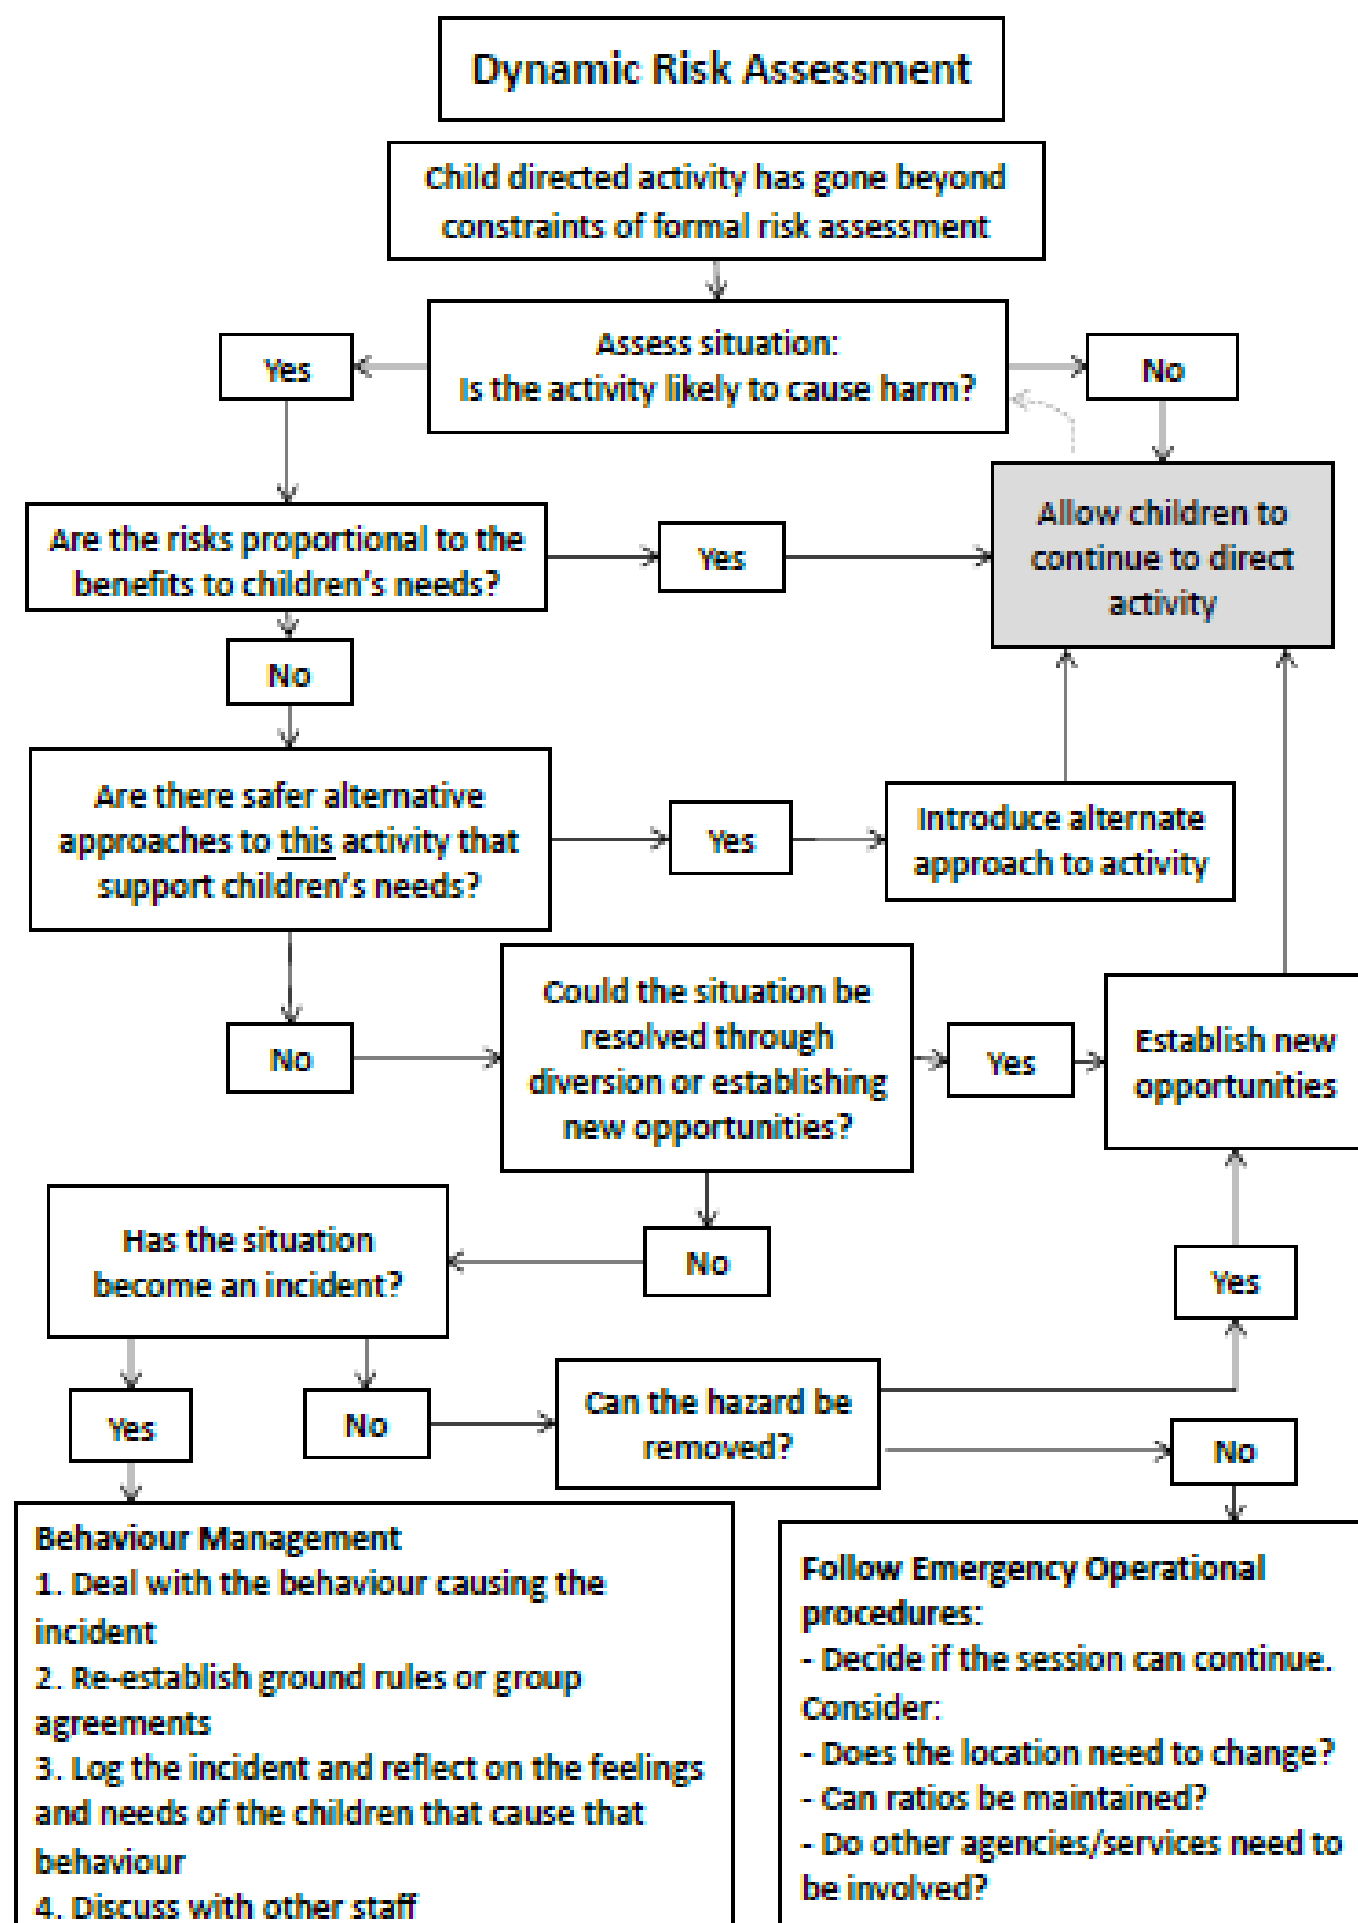 Dynamic Risk Assessment
Child directed activity has gone beyond
constraints of formal risk assessment
Assess situation:
Is the activity likely to cause harm?
Yes
No
Are the risks proportional to the
benefits to children's needs?
Yes
Allow children to
continue to direct
activity
No
Are there safer alternative
approaches to this activity that
support children's needs?
Yes
Introduce alternate
approach to activity
No
Could the situation be
resolved through
diversion or establishing
new opportunities?
Yes
Establish new
opportunities
Has the situation
become an incident?
No
Yes
Yes
No
Can the hazard be
removed?
No
Behaviour Management
1. Deal with the behaviour causing the
incident
2. Re-establish ground rules or group
agreements
3. Log the incident and reflect on the feelings
and needs of the children that cause that
behaviour
4. Discuss with other staff
Follow Emergency Operational
procedures:
- Decide if the session can continue.
Consider:
- Does the location need to change?
- Can ratios be maintained?
- Do other agencies/services need to
be involved?